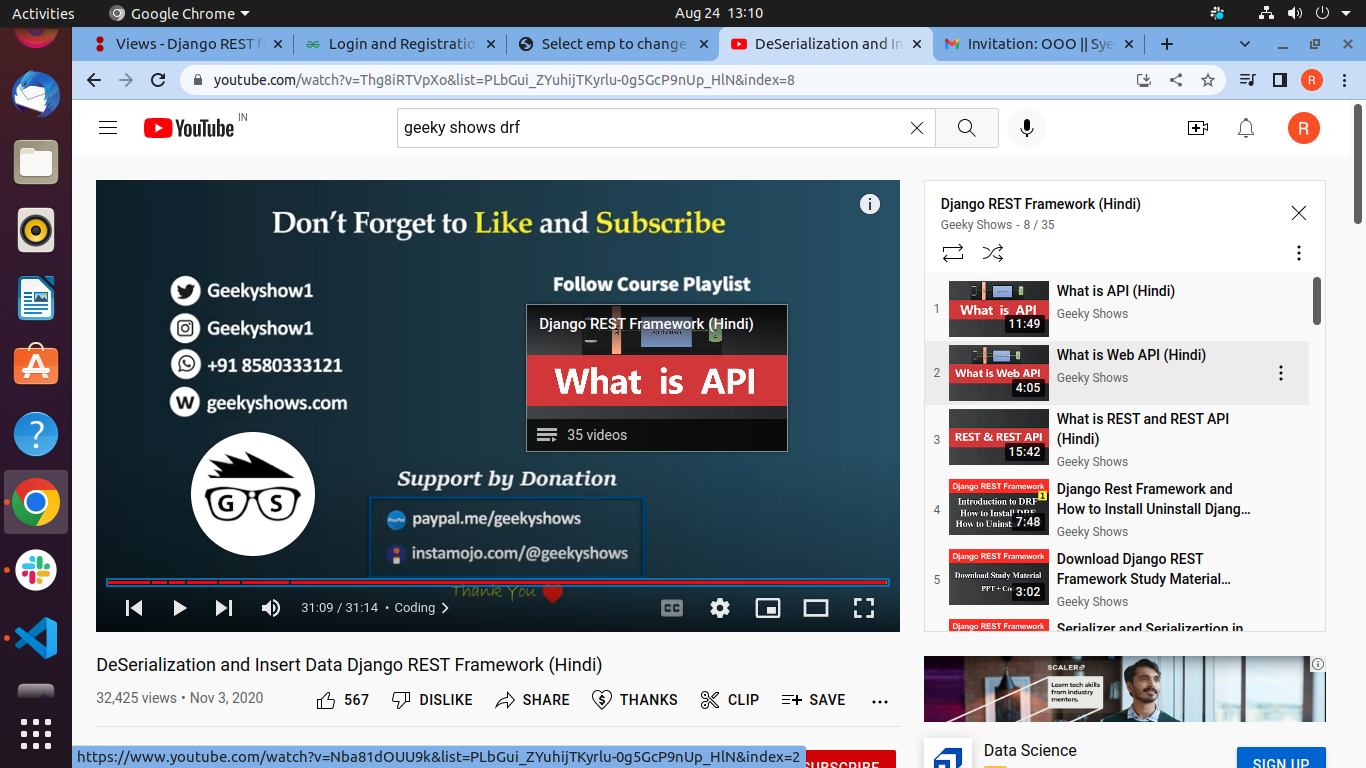 Activities
Google Chrome
Aug 24 13:10
Views - Django REST f
Login and Registratio
Select emp to change
DeSerialization and In
Invitation: OOO || Sye
youtube.com/watch?v=Thg8iRTVpXo&list=PLbGui_ZYuhijTKyrlu-0g5GcP9nUp_HlN&index=8
R
YouTube IN
geeky shows drf
R
Don't Forget to Like and Subscribe
Geekyshow1
Geekyshow1
+91 8580333121
W geekyshows.com
G S
Follow Course Playlist
Django REST Framework (Hindi)
What is API
35 videos
Support by Donation
paypal.me/geekyshows
instamojo.com/@geekyshows
Thank You
31:09 / 31:14 • Coding
CC
DeSerialization and Insert Data Django REST Framework (Hindi)
32,425 views • Nov 3, 2020
567
DISLIKE
SHARE
THANKS
CLIP
SAVE
SUBSCRIBE
https://www.youtube.com/watch?v=Nba81dOUU9k&list=PLbGui_ZYuhijTKyrlu-0g5GcP9nUp_HlN&index=2
Django REST Framework (Hindi)
Geeky Shows - 8 / 35
1
What is API
11:49
What is API (Hindi)
Geeky Shows
2
What is Web API
4:05
What is Web API (Hindi)
Geeky Shows
3
REST & REST API
15:42
What is REST and REST API
(Hindi)
Geeky Shows
4
Django REST Framework
1
Introduction to DRF
How to Install DRF
How to
7:48
Django Rest Framework and
How to Install Uninstall Djang...
Geeky Shows
5
Django REST Framework
Download Study Material
PPT +
3:02
Download Django REST
Framework Study Material...
Geeky Shows
Django REST Framework
Serializer and Serializertion in
SCALER
Learn tech skills
from industry
mentors.
Data Science
SIGN UP